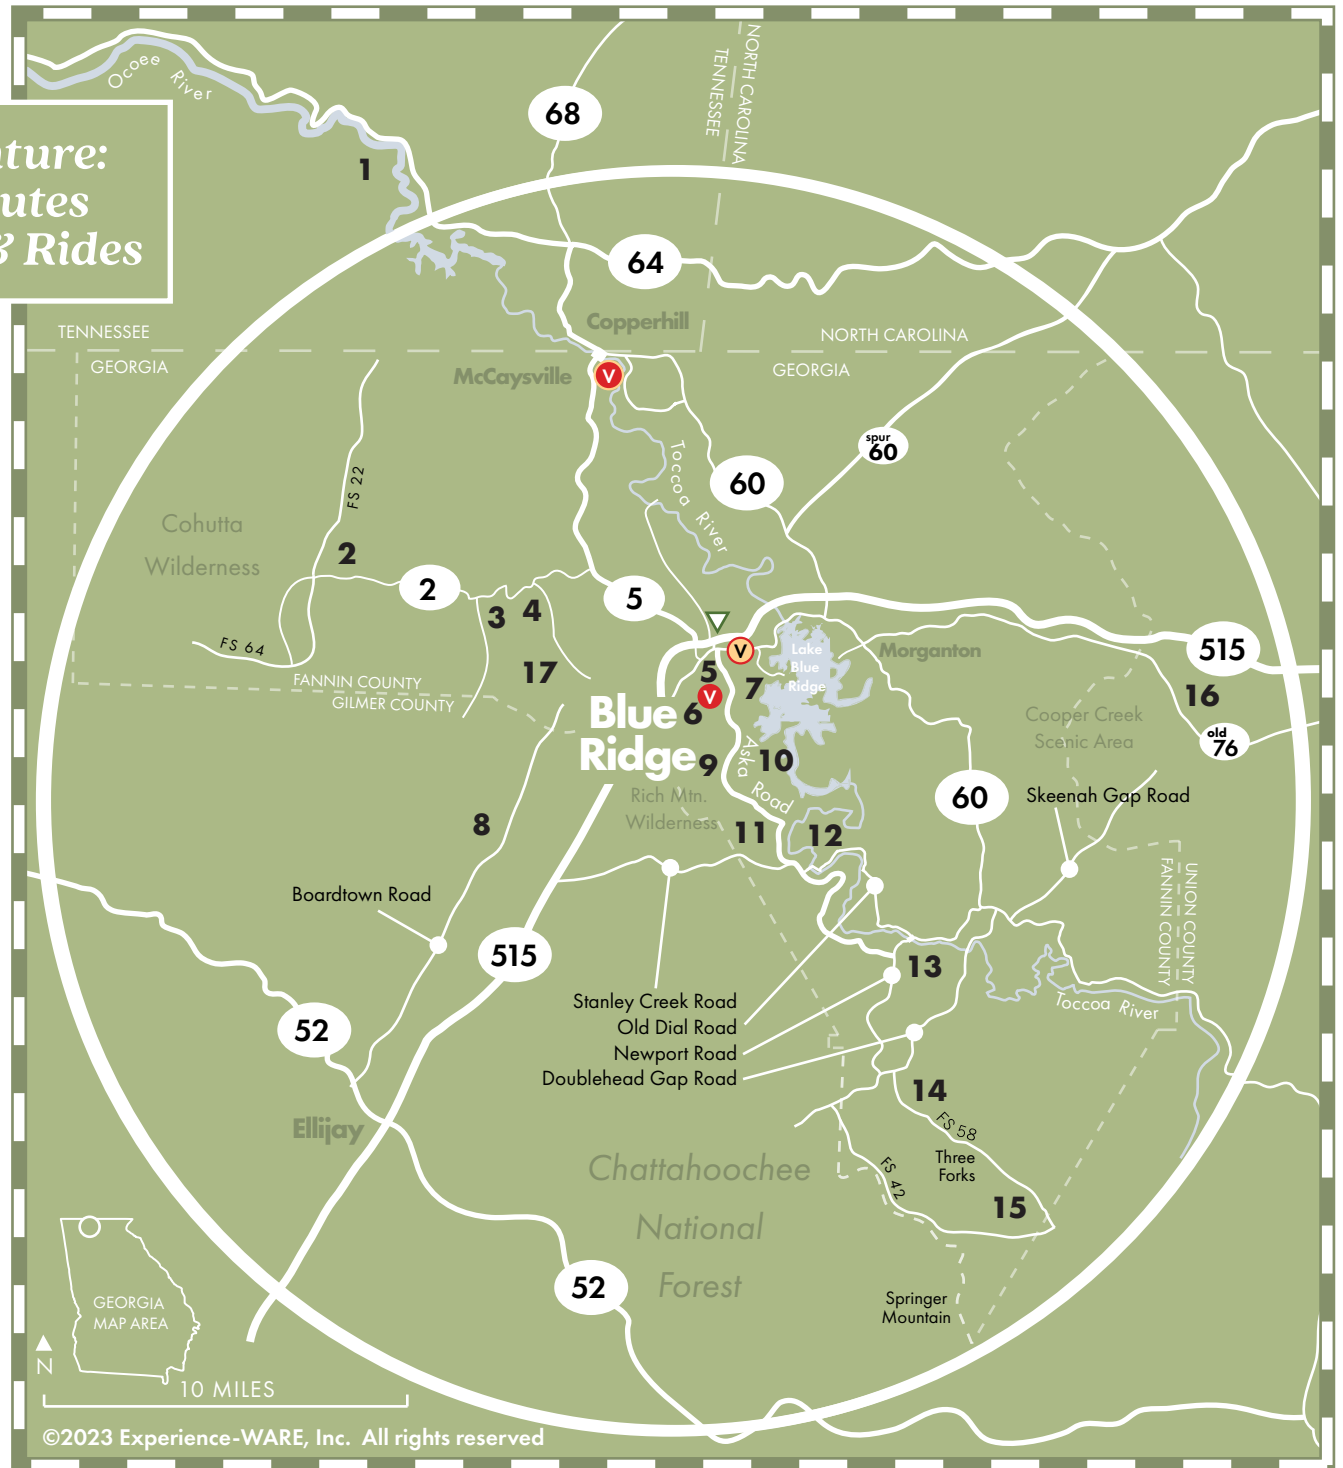 Ocoee River
NORTH CAROLINA
TENNESSEE
68
1
& Rides
64
TENNESSEE
GEORGIA
Copperhill
NORTH CAROLINA
GEORGIA
McCaysville
V
spur
60
FS 22
Toccoa River
60
Cohutta
Wilderness
2
2
5
3
4
FS 64
17
FANNIN COUNTY
GILMER COUNTY
V
5
V
6
7
Lake
Blue
Ridge
Morganton
515
16
old
76
Blue
Ridge
9
10
Aska Road
Cooper Creek
Scenic Area
Rich Mtn.
Wilderness
60
Skeenah Gap Road
8
11
12
Boardtown Road
UNION COUNTY
FANNIN COUNTY
515
13
Stanley Creek Road
Old Dial Road
Newport Road
Doublehead Gap Road
Toccoa River
52
14
FS 58
Ellijay
Three
Forks
FS 42
15
Chattahoochee
National
Forest
52
Springer
Mountain
GEORGIA
MAP AREA
N
10 MILES
©2023 Experience-WARE, Inc. All rights reserved